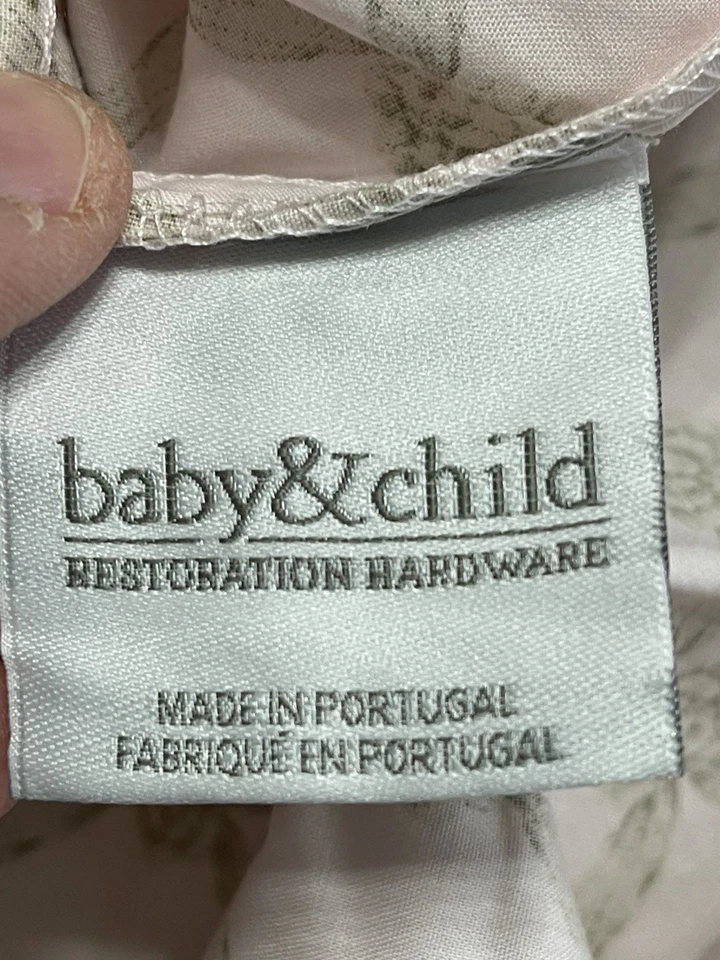 baby&child
RESTORATION HARDWARE
MADE IN PORTUGAL
FABRIQUÉ EN PORTUGAL